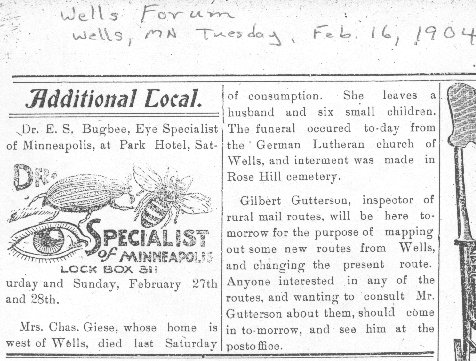 Wells Forum
Wells, MN Tuesday, Feb. 16, 1904
Additional Local.
Dr. E. S. Bugbee, Eye Specialist
of Minneapolis, at Park Hotel, Sat-
DR.
SPECIALIST
of MINNEAPOLIS
LOCK BOX 311
urday and Sunday, February 27th
and 28th.
Mrs. Chas. Giese, whose home is
west of Wells, died last Saturday
of consumption. She leaves a
husband and six small children.
The funeral occured to-day from
the German Lutheran church of
Wells, and interment was made in
Rose Hill cemetery.
Gilbert Gutterson, inspector of
rural mail routes, will be here to-
morrow for the purpose of mapping
out some new routes from Wells,
and changing the present route.
Anyone interested in any of the
routes, and wanting to consult Mr.
Gutterson about them, should come
in to-morrow, and see him at the
postoffice.